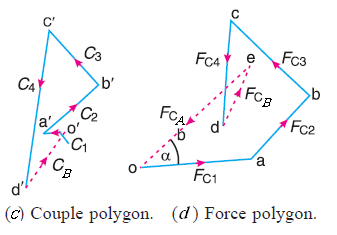 c′
C3
C4
b′
C2
a′
o′
C1
CB
d′
c
FC4
e
FC3
FCB
b
FCA
d
b
FC2
α
o
a
FC1
(c) Couple polygon. (d) Force polygon.